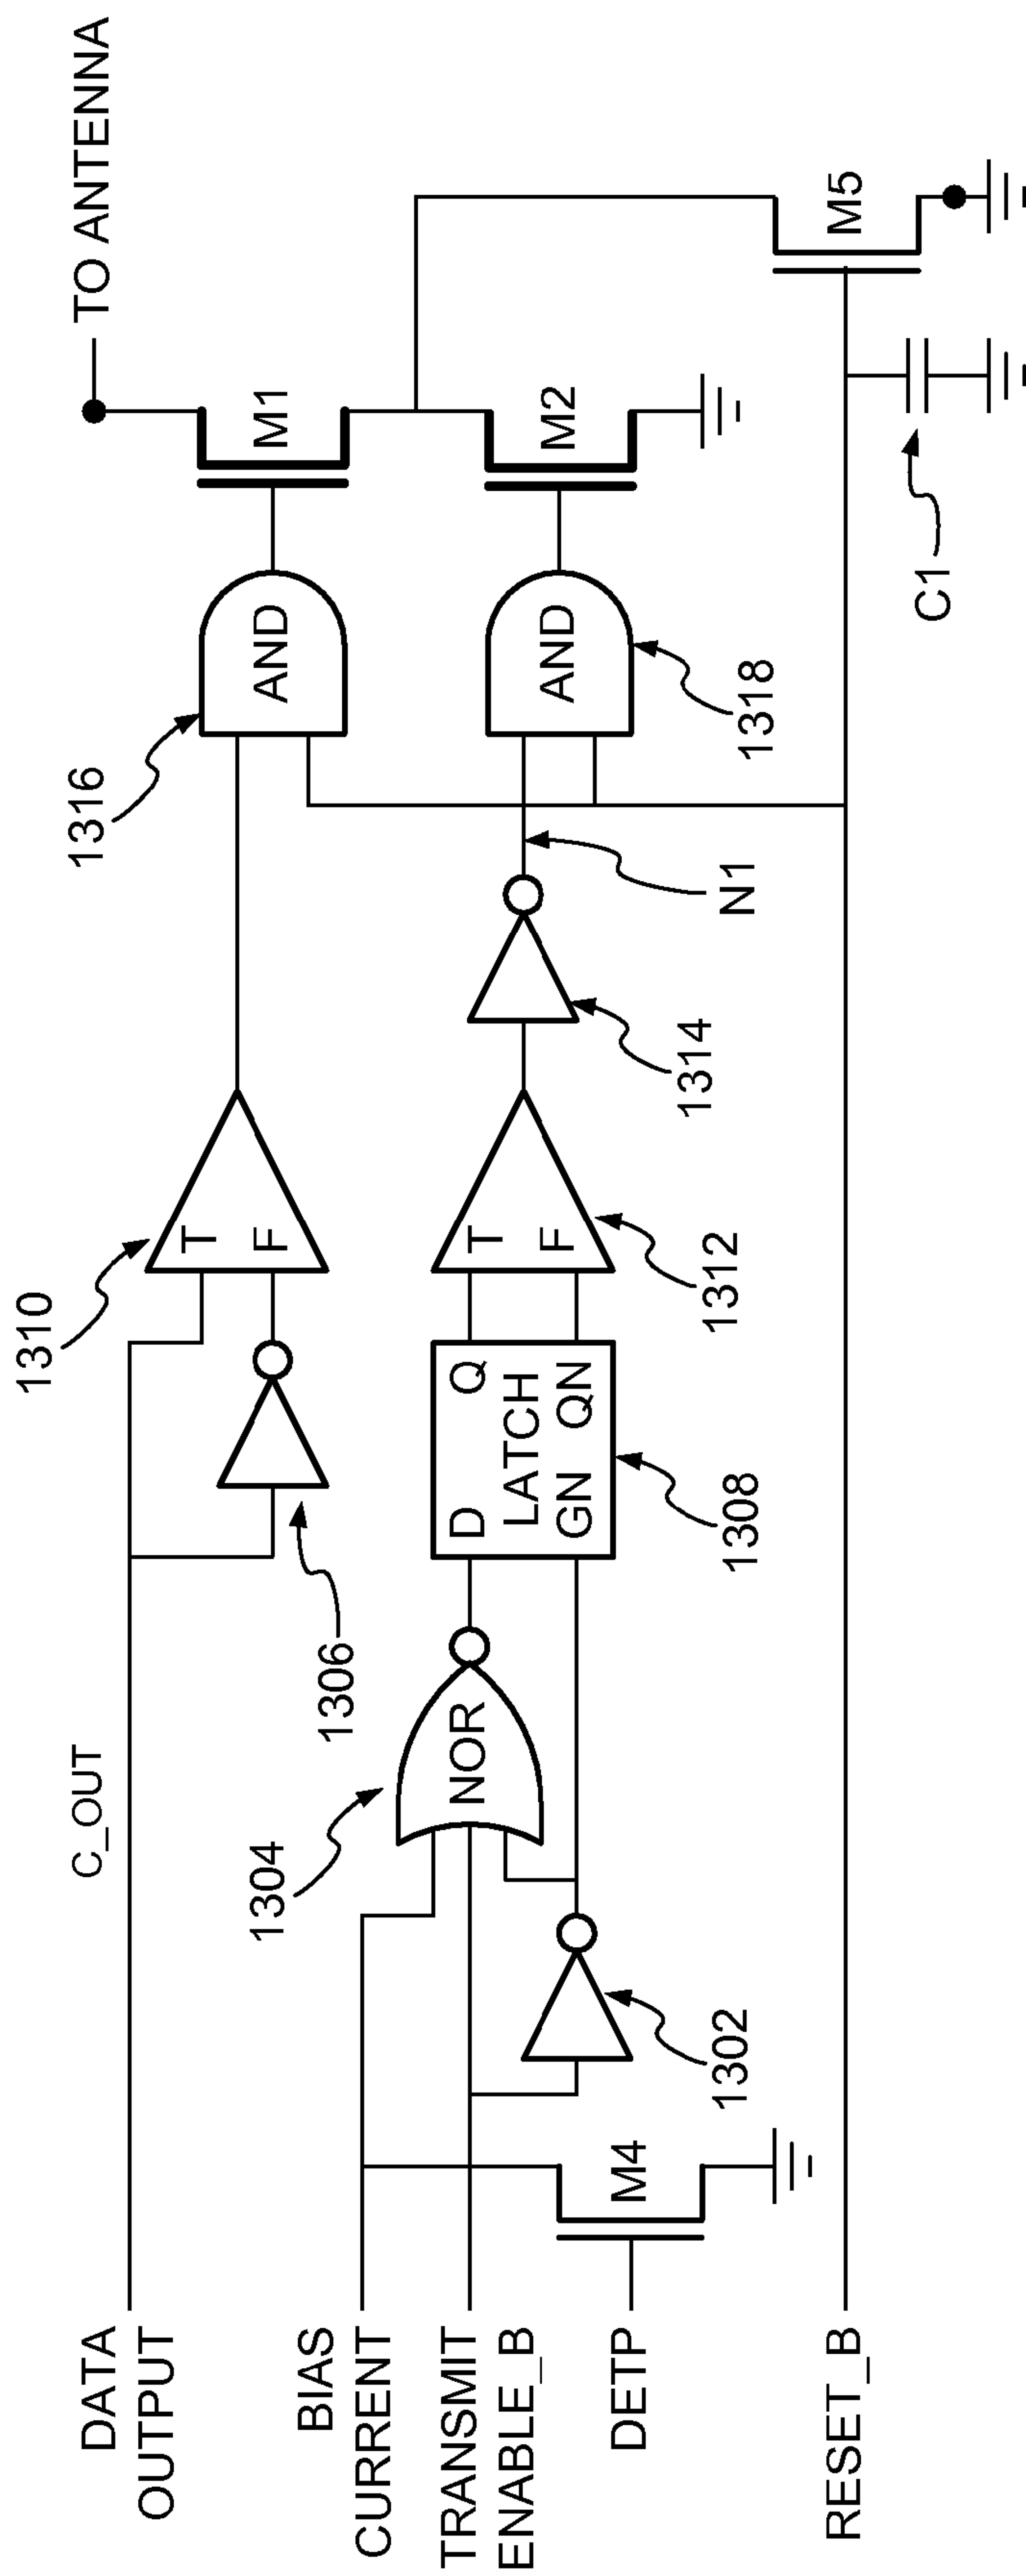 DATA
OUTPUT
C_OUT
1306
1310
T
F
1316
AND
M1
TO ANTENNA
BIAS
CURRENT
TRANSMIT
ENABLE_B
1304
NOR
1302
D Q
LATCH
GN QN
1308
T
F
1312
1314
N1
AND
1318
M2
DETP
M4
RESET_B
C1
M5